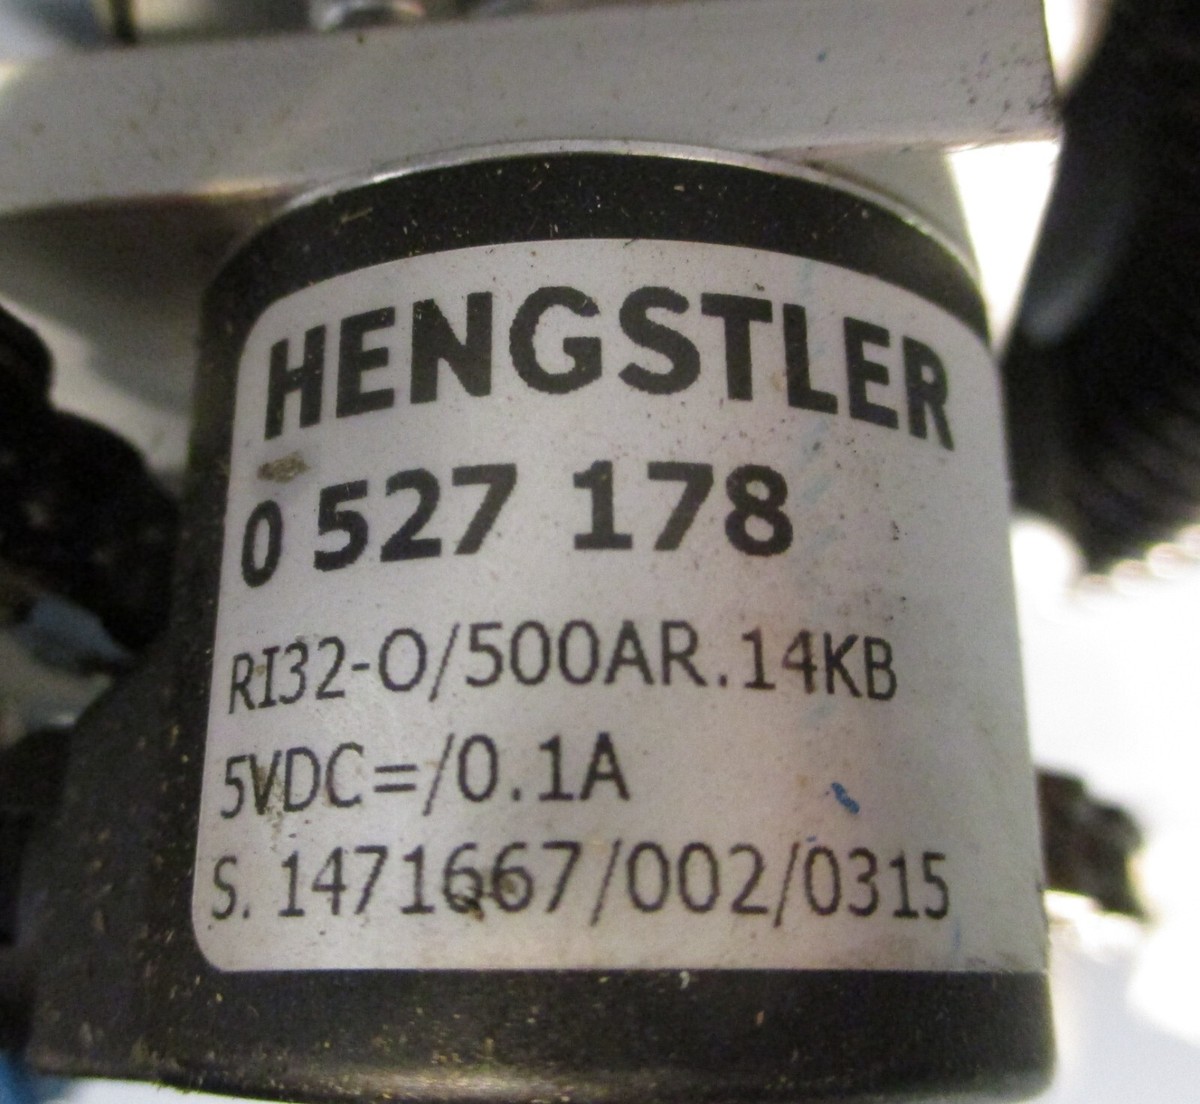 HENGSTLER
0 527 178
RI32-O/500AR.14KB
5VDC=/0.1A
S. 1471667/002/0315